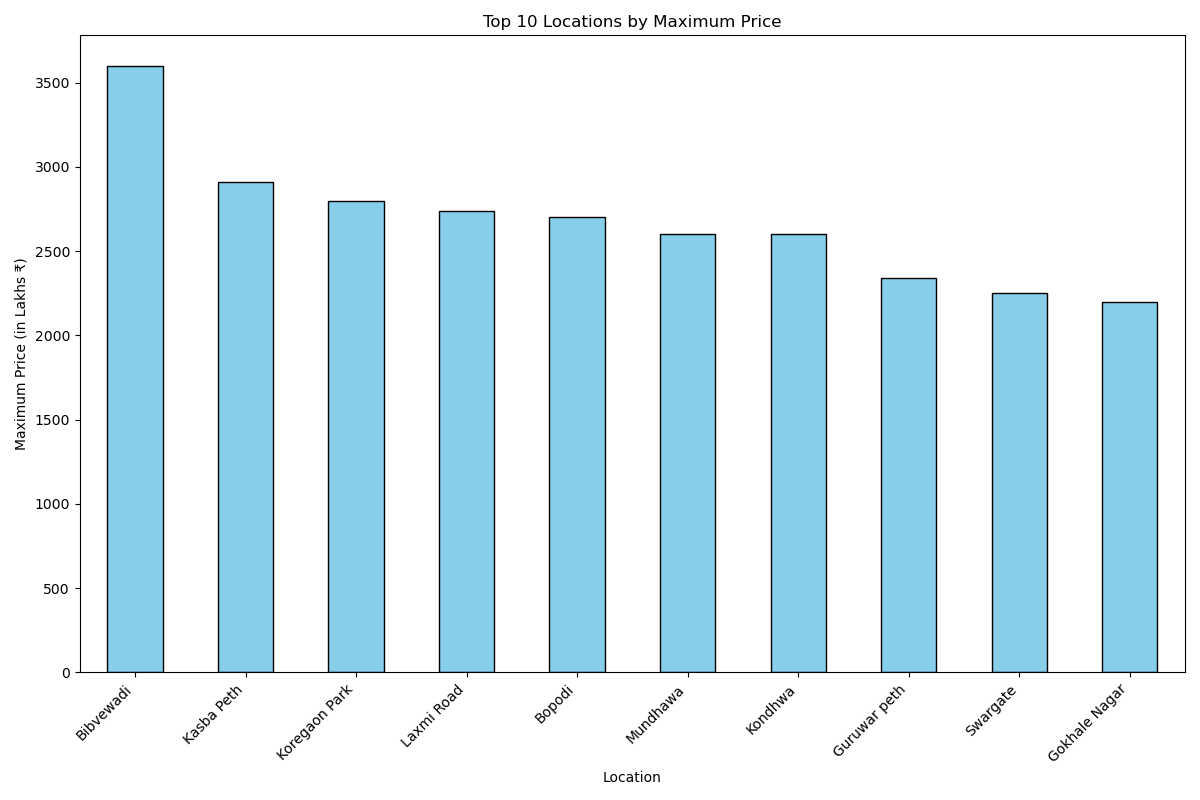 Top 10 Locations by Maximum Price
Maximum Price (in Lakhs ₹)
3500
3000
2500
2000
1500
1000
500
0
Bibvewadi
Kasba Peth
Koregaon Park
Laxmi Road
Bopodi
Mundhawa
Kondhwa
Guruwar peth
Swargate
Gokhale Nagar
Location